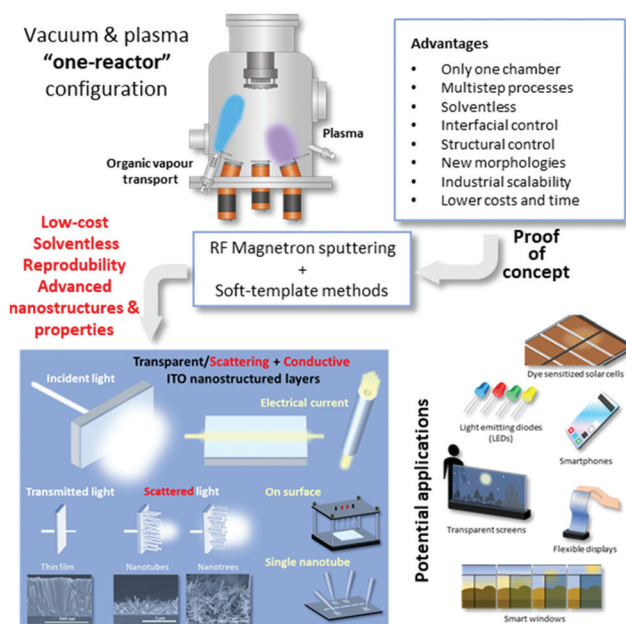 Vacuum & plasma
"one-reactor"
configuration
Organic vapour
transport
Plasma
Advantages
• Only one chamber
• Multistep processes
• Solventless
• Interfacial control
• Structural control
• New morphologies
• Industrial scalability
• Lower costs and time
Low-cost
Solventless
Reprodubility
Advanced
nanostructures &
properties
RF Magnetron sputtering
+
Soft-template methods
Proof
of
concept
Transparent/Scattering + Conductive
ITO nanostructured layers
Incident light
Electrical current
Transmitted light
Scattered light
On surface
Thin film
Nanotubes
Nanotrees
Single nanotube
Potential applications
Dye sensitized solar cells
Light emitting diodes
(LEDs)
Smartphones
Transparent screens
Flexible displays
Smart windows